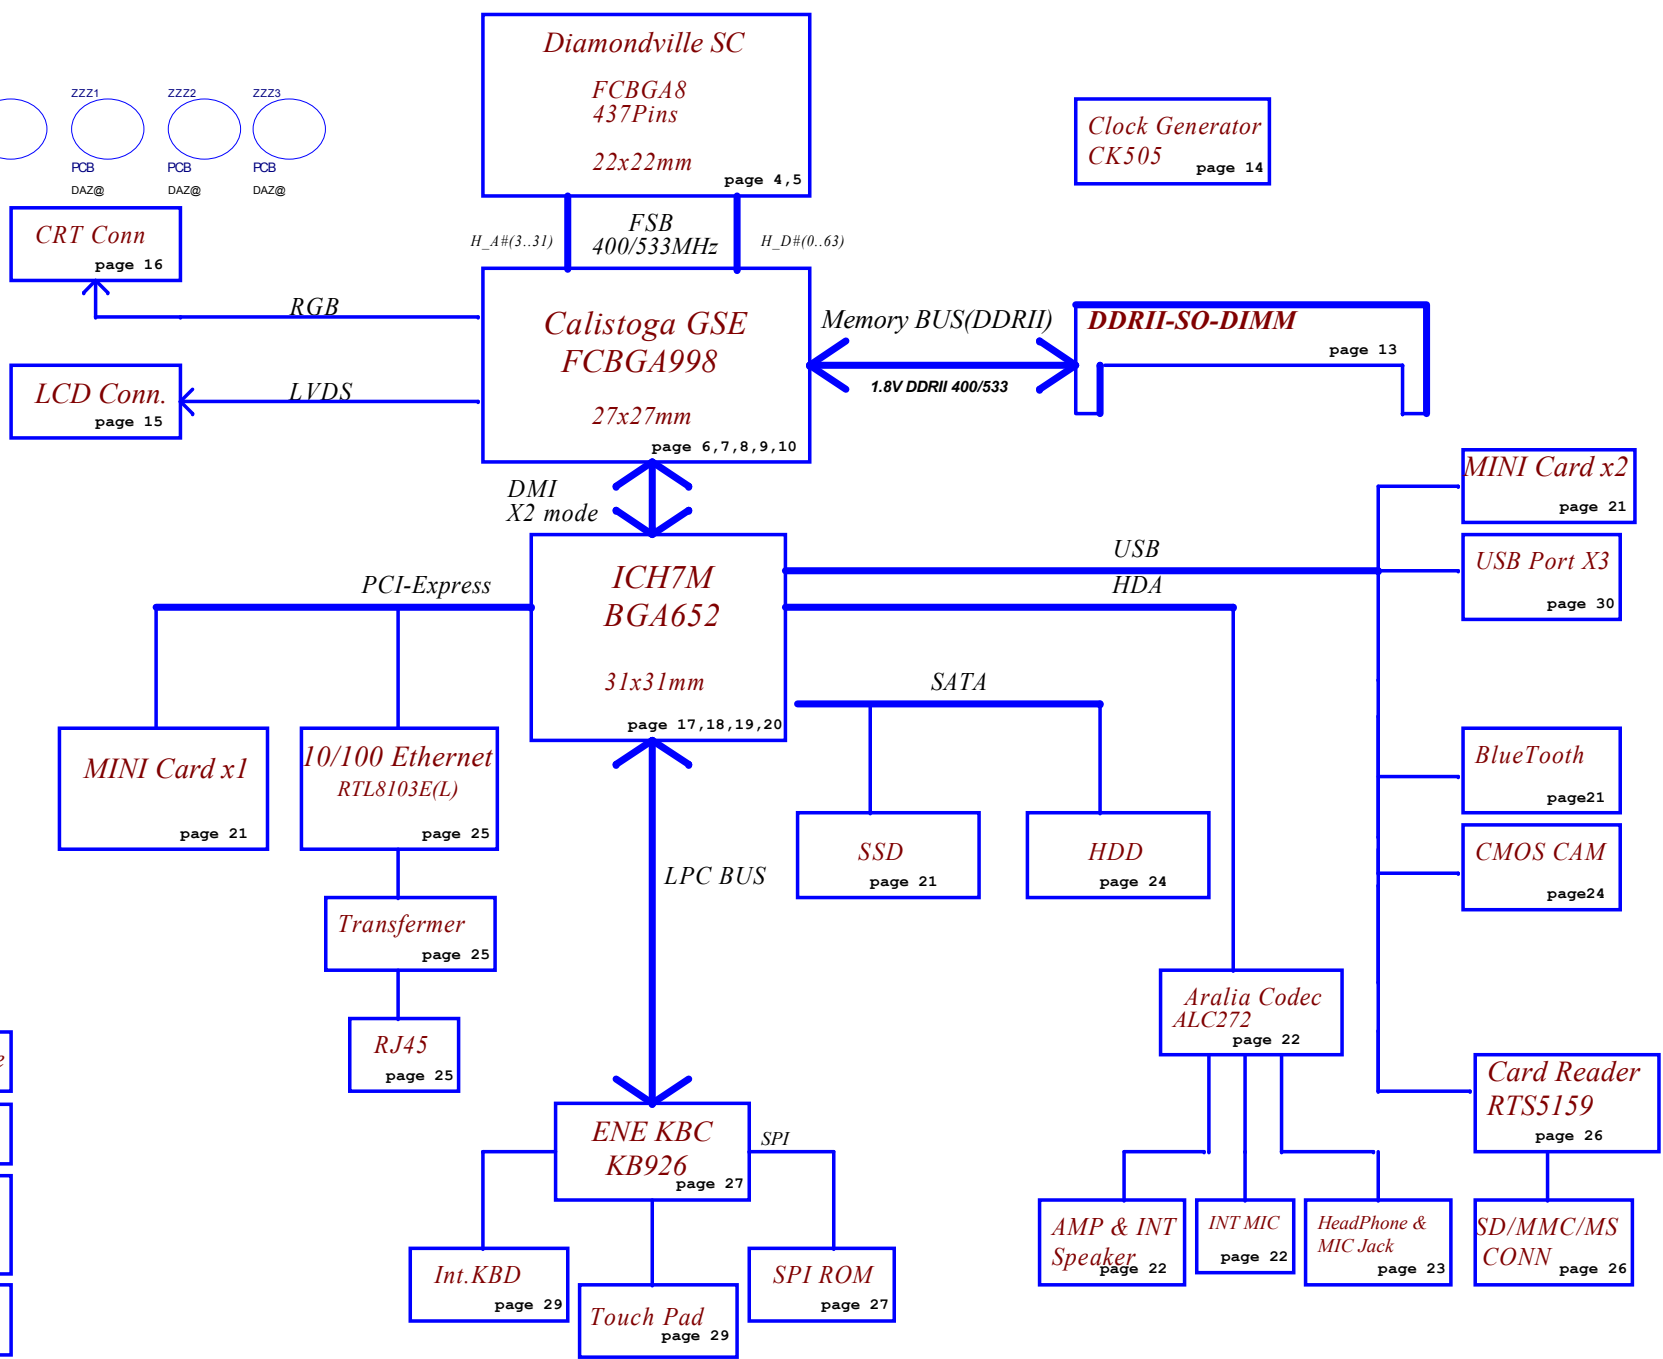 Diamondville SC
FCBGA8
437Pins
22x22mm
page 4,5
ZZZ1
ZZZ2
ZZZ3
PCB
PCB
PCB
DAZ@
DAZ@
DAZ@
Clock Generator
CK505
page 14
CRT Conn
page 16
H_A#(3..31)
FSB
400/533MHz
H_D#(0..63)
RGB
Calistoga GSE
FCBGA998
27x27mm
page 6,7,8,9,10
Memory BUS(DDRII)
1.8V DDRII 400/533
DDRII-SO-DIMM
page 13
LCD Conn.
page 15
LVDS
DMI
X2 mode
MINI Card x2
page 21
USB
USB Port X3
page 30
PCI-Express
ICH7M
BGA652
31x31mm
page 17,18,19,20
HDA
SATA
MINI Card x1
page 21
10/100 Ethernet
RTL8103E(L)
page 25
BlueTooth
page21
SSD
page 21
HDD
page 24
CMOS CAM
page24
LPC BUS
Transfermer
page 25
Aralia Codec
ALC272
page 22
RJ45
page 25
Card Reader
RTS5159
page 26
ENE KBC
KB926
page 27
SPI
AMP & INT
Speaker
page 22
INT MIC
page 22
HeadPhone &
MIC Jack
page 23
SD/MMC/MS
CONN
page 26
Int.KBD
page 29
Touch Pad
page 29
SPI ROM
page 27